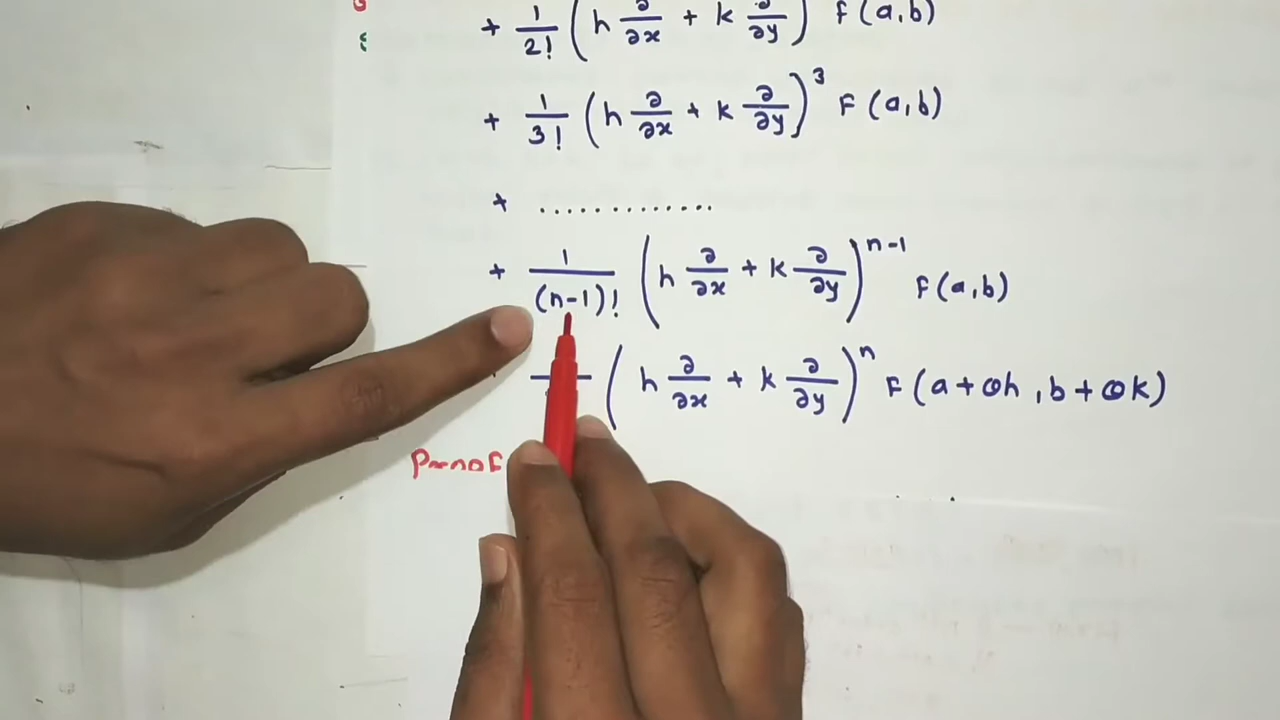 + 1/2! (h ∂/∂x + k ∂/∂y) F(a,b)
+ 1/3! (h ∂/∂x + k ∂/∂y)^3 F(a,b)
+ .............
+ 1/(n-1)! (h ∂/∂x + k ∂/∂y)^(n-1) F(a,b)
(h ∂/∂x + k ∂/∂y)^n F(a+θh, b+θk)
Proof